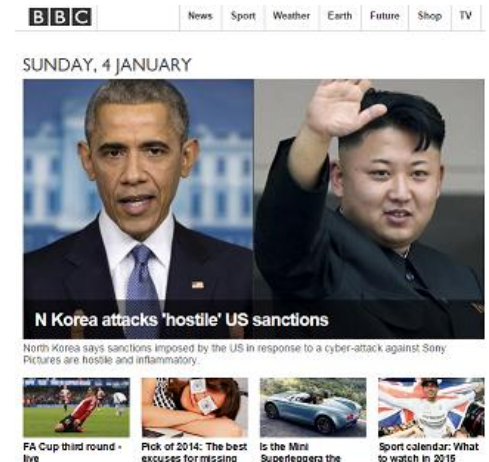 BBC
News Sport Weather Earth Future Shop TV
SUNDAY, 4 JANUARY
N Korea attacks 'hostile' US sanctions
North Korea says sanctions imposed by the US in response to a cyber-attack against Sony
Pictures are hostile and inflammatory.
FA Cup third round -
live
Pick of 2014: The best
excuses for missing
Is the Mini
Superleggera the
Sport calendar: What
to watch in 2015